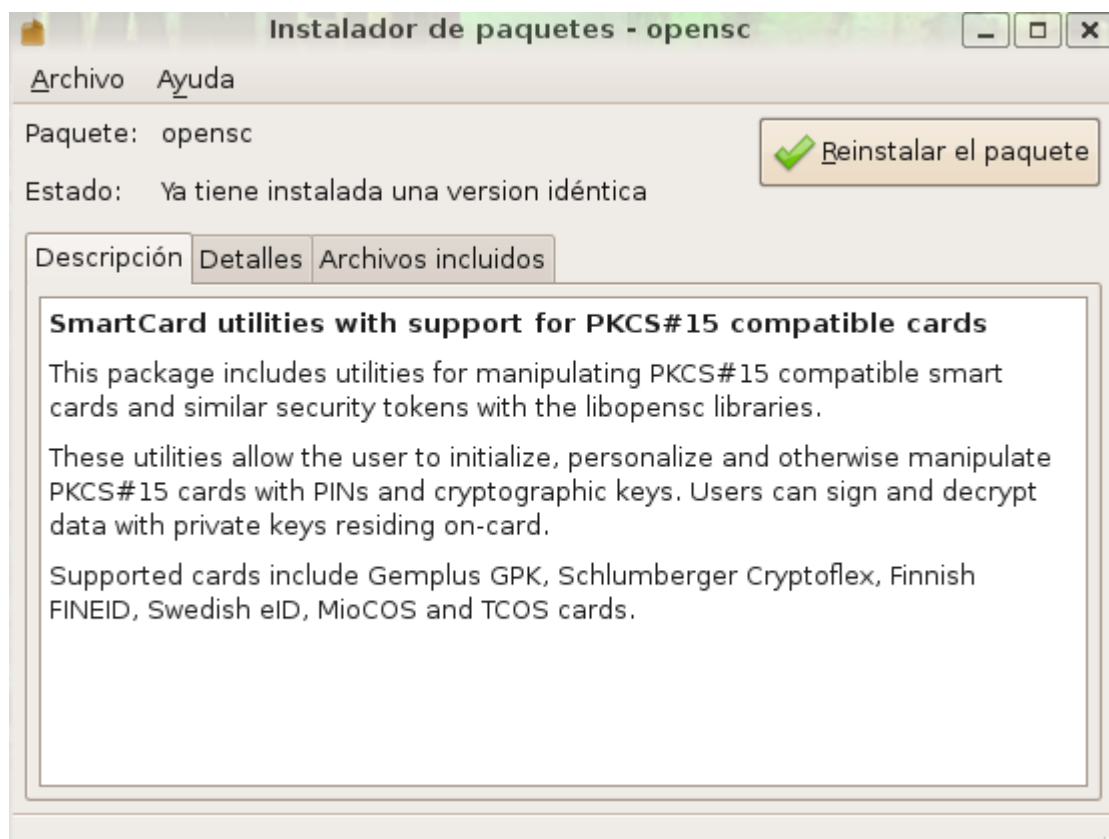 Instalador de paquetes - opensc
Archivo Ayuda
Paquete: opensc
Reinstalar el paquete
Estado: Ya tiene instalada una version idéntica
Descripción Detalles Archivos incluidos
SmartCard utilities with support for PKCS#15 compatible cards
This package includes utilities for manipulating PKCS#15 compatible smart
cards and similar security tokens with the libopensc libraries.
These utilities allow the user to initialize, personalize and otherwise manipulate
PKCS#15 cards with PINs and cryptographic keys. Users can sign and decrypt
data with private keys residing on-card.
Supported cards include Gemplus GPK, Schlumberger Cryptoflex, Finnish
FINEID, Swedish eID, MioCOS and TCOS cards.